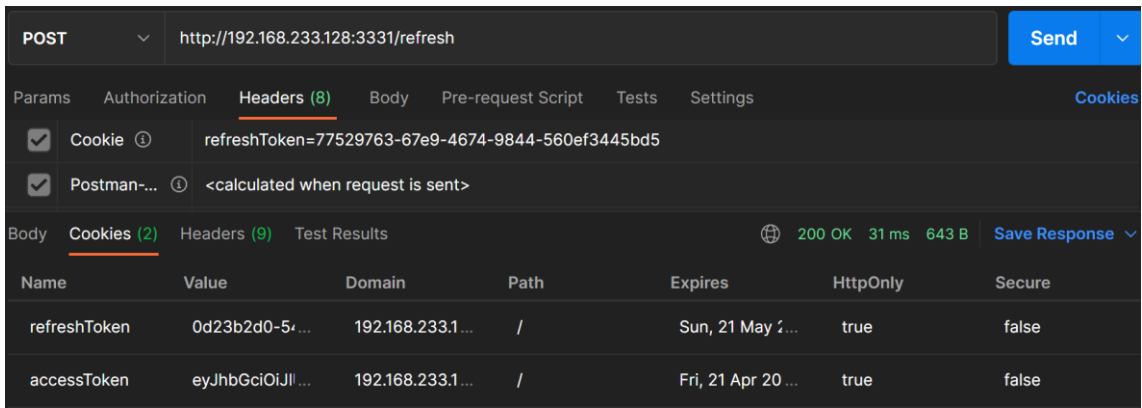 POST http://192.168.233.128:3331/refresh Send
Params Authorization Headers (8) Body Pre-request Script Tests Settings Cookies
Cookie refreshToken=77529763-67e9-4674-9844-560ef3445bd5
Postman-... <calculated when request is sent>
Body Cookies (2) Headers (9) Test Results 200 OK 31 ms 643 B Save Response
Name Value Domain Path Expires HttpOnly Secure
refreshToken 0d23b2d0-5... 192.168.233.1... / Sun, 21 May ... true false
accessToken eyJhbGciOiJI... 192.168.233.1... / Fri, 21 Apr 20... true false